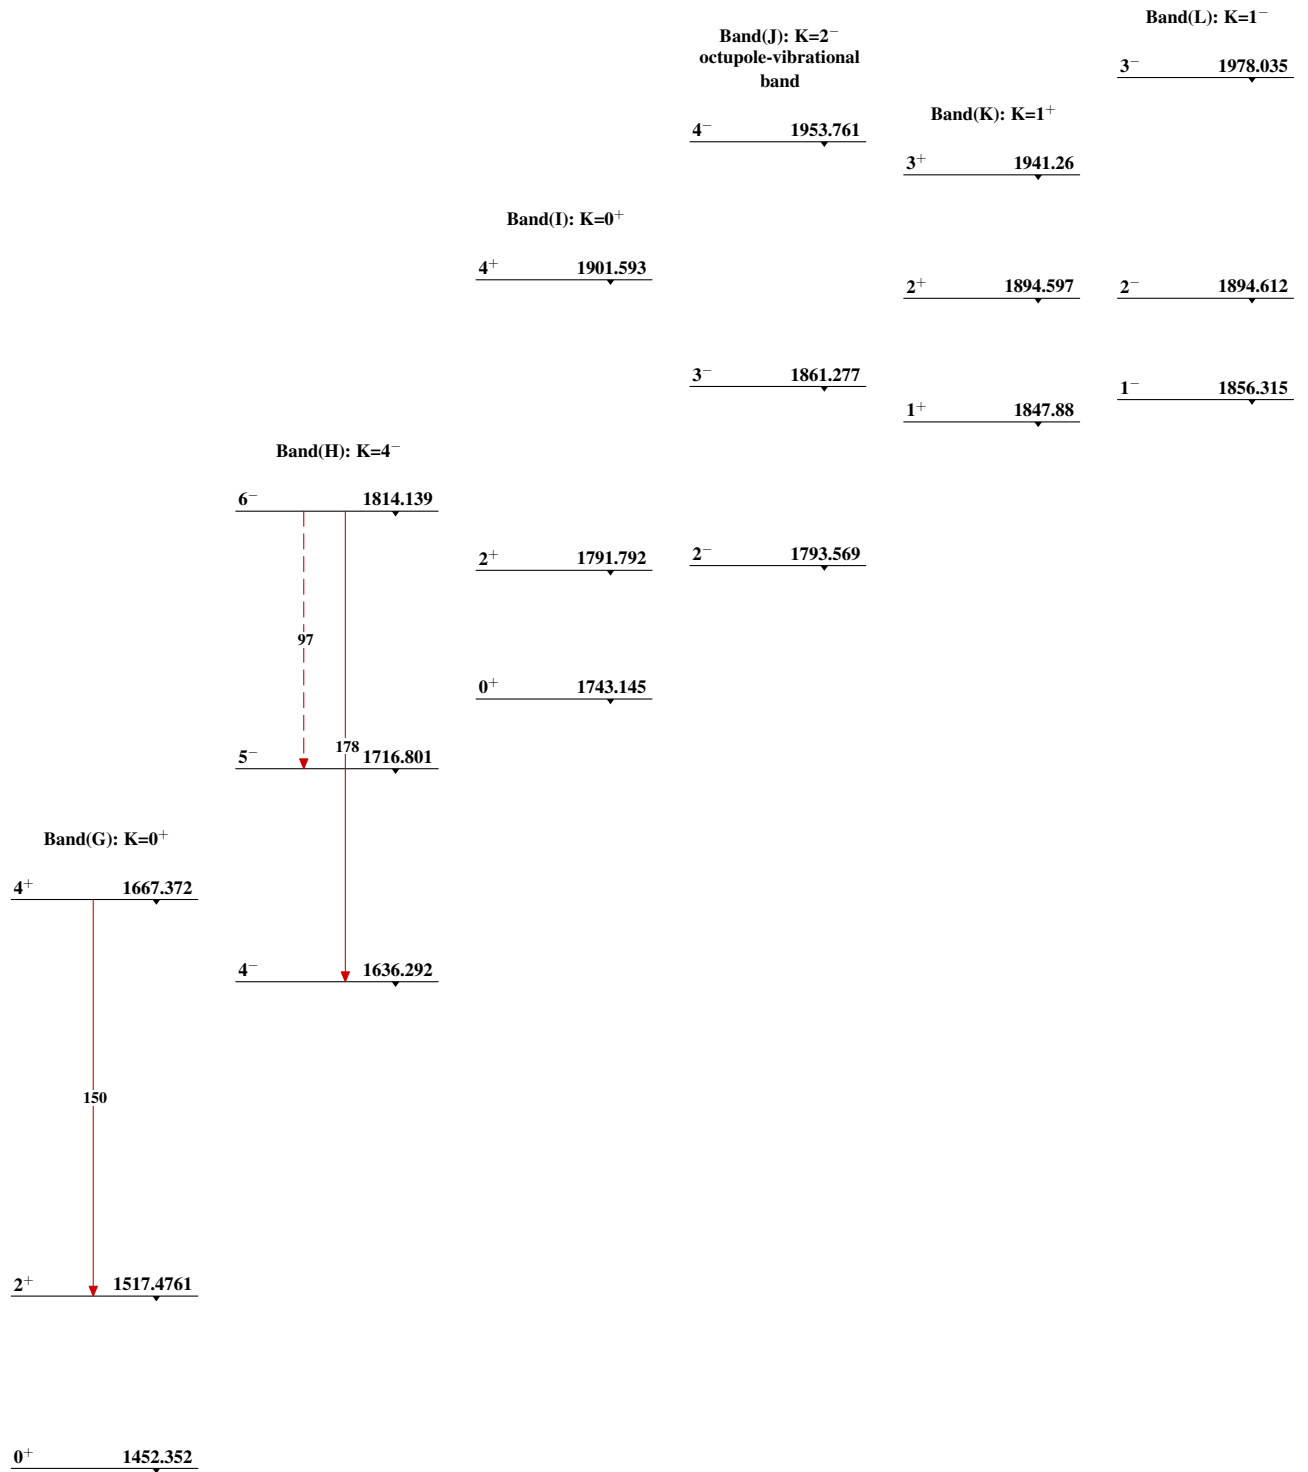 Band(G): K=0⁺
4⁺ 1667.372
150
2⁺ 1517.4761
0⁺ 1452.352
Band(H): K=4⁻
6⁻ 1814.139
97
178
5⁻ 1716.801
4⁻ 1636.292
Band(I): K=0⁺
4⁺ 1901.593
2⁺ 1791.792
0⁺ 1743.145
Band(J): K=2⁻
octupole-vibrational
band
4⁻ 1953.761
3⁻ 1861.277
2⁻ 1793.569
Band(K): K=1⁺
3⁺ 1941.26
2⁺ 1894.597
1⁺ 1847.88
Band(L): K=1⁻
3⁻ 1978.035
2⁻ 1894.612
1⁻ 1856.315